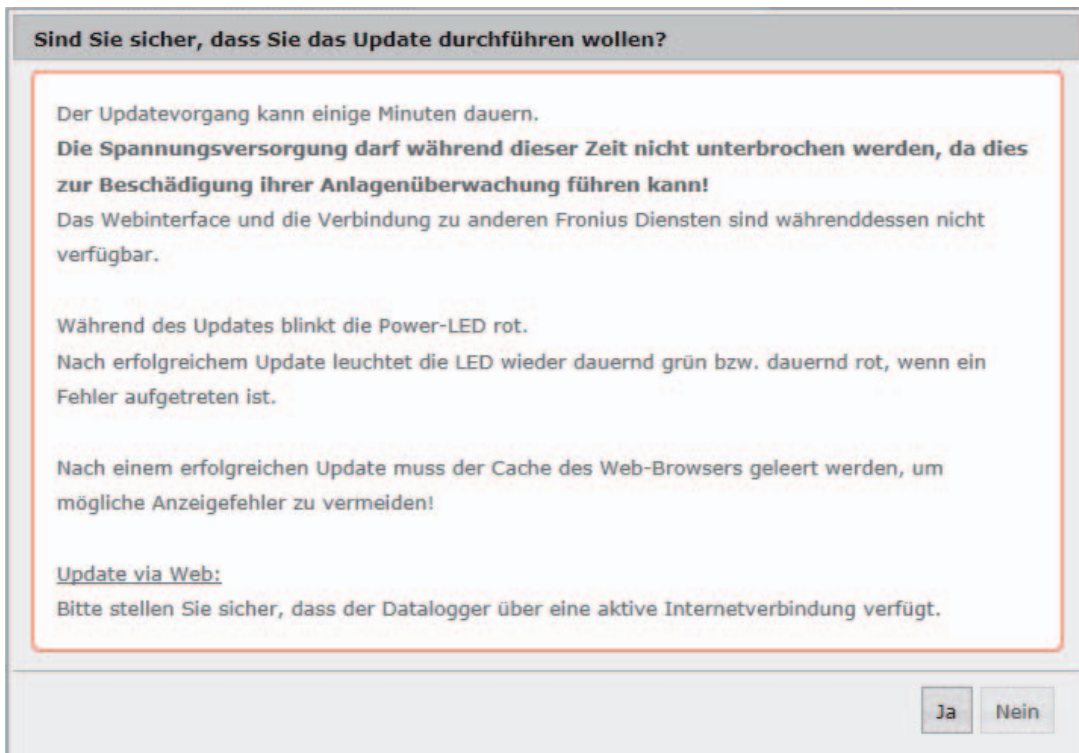 Sind Sie sicher, dass Sie das Update durchführen wollen?
Der Updatevorgang kann einige Minuten dauern.
Die Spannungsversorgung darf während dieser Zeit nicht unterbrochen werden, da dies
zur Beschädigung ihrer Anlagenüberwachung führen kann!
Das Webinterface und die Verbindung zu anderen Fronius Diensten sind währenddessen nicht
verfügbar.
Während des Updates blinkt die Power-LED rot.
Nach erfolgreichem Update leuchtet die LED wieder dauernd grün bzw. dauernd rot, wenn ein
Fehler aufgetreten ist.
Nach einem erfolgreichen Update muss der Cache des Web-Browsers geleert werden, um
mögliche Anzeigefehler zu vermeiden!
Update via Web:
Bitte stellen Sie sicher, dass der Datalogger über eine aktive Internetverbindung verfügt.
Ja Nein